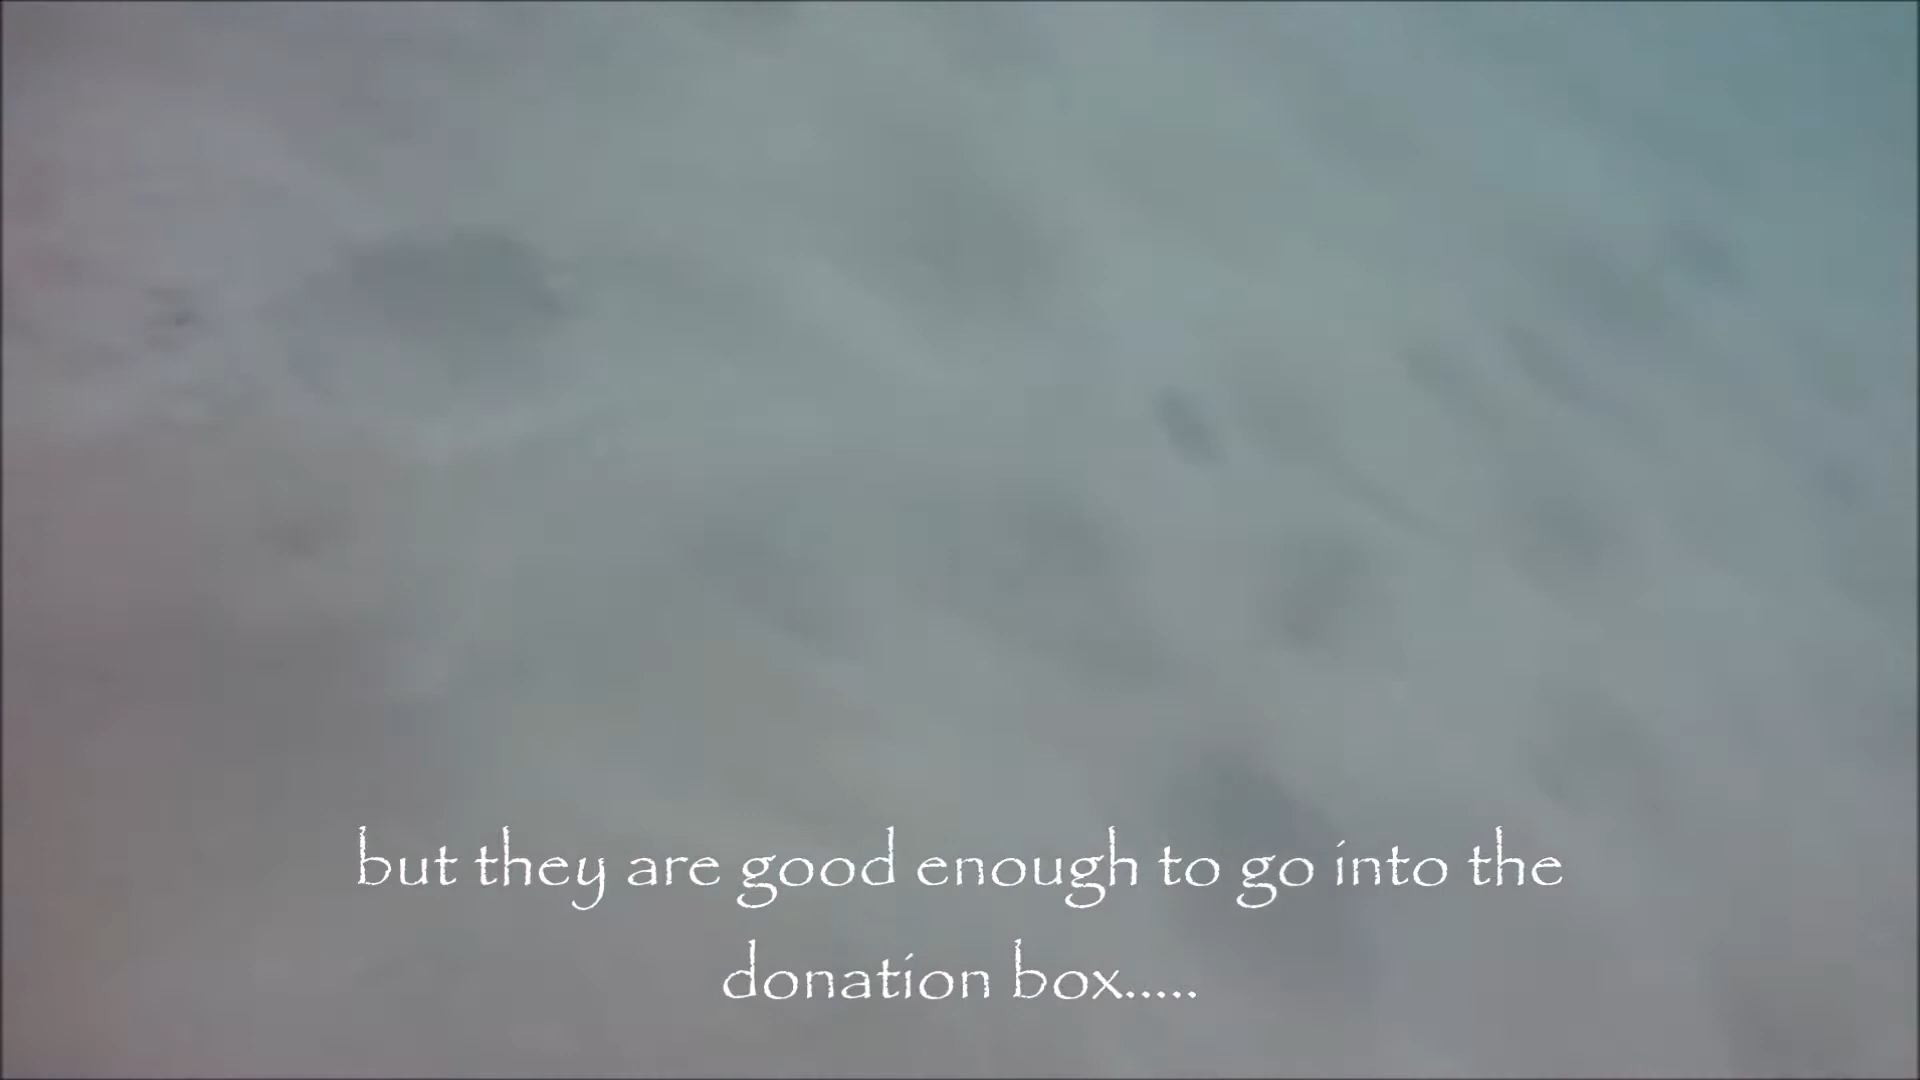 but they are good enough to go into the
donation box.....